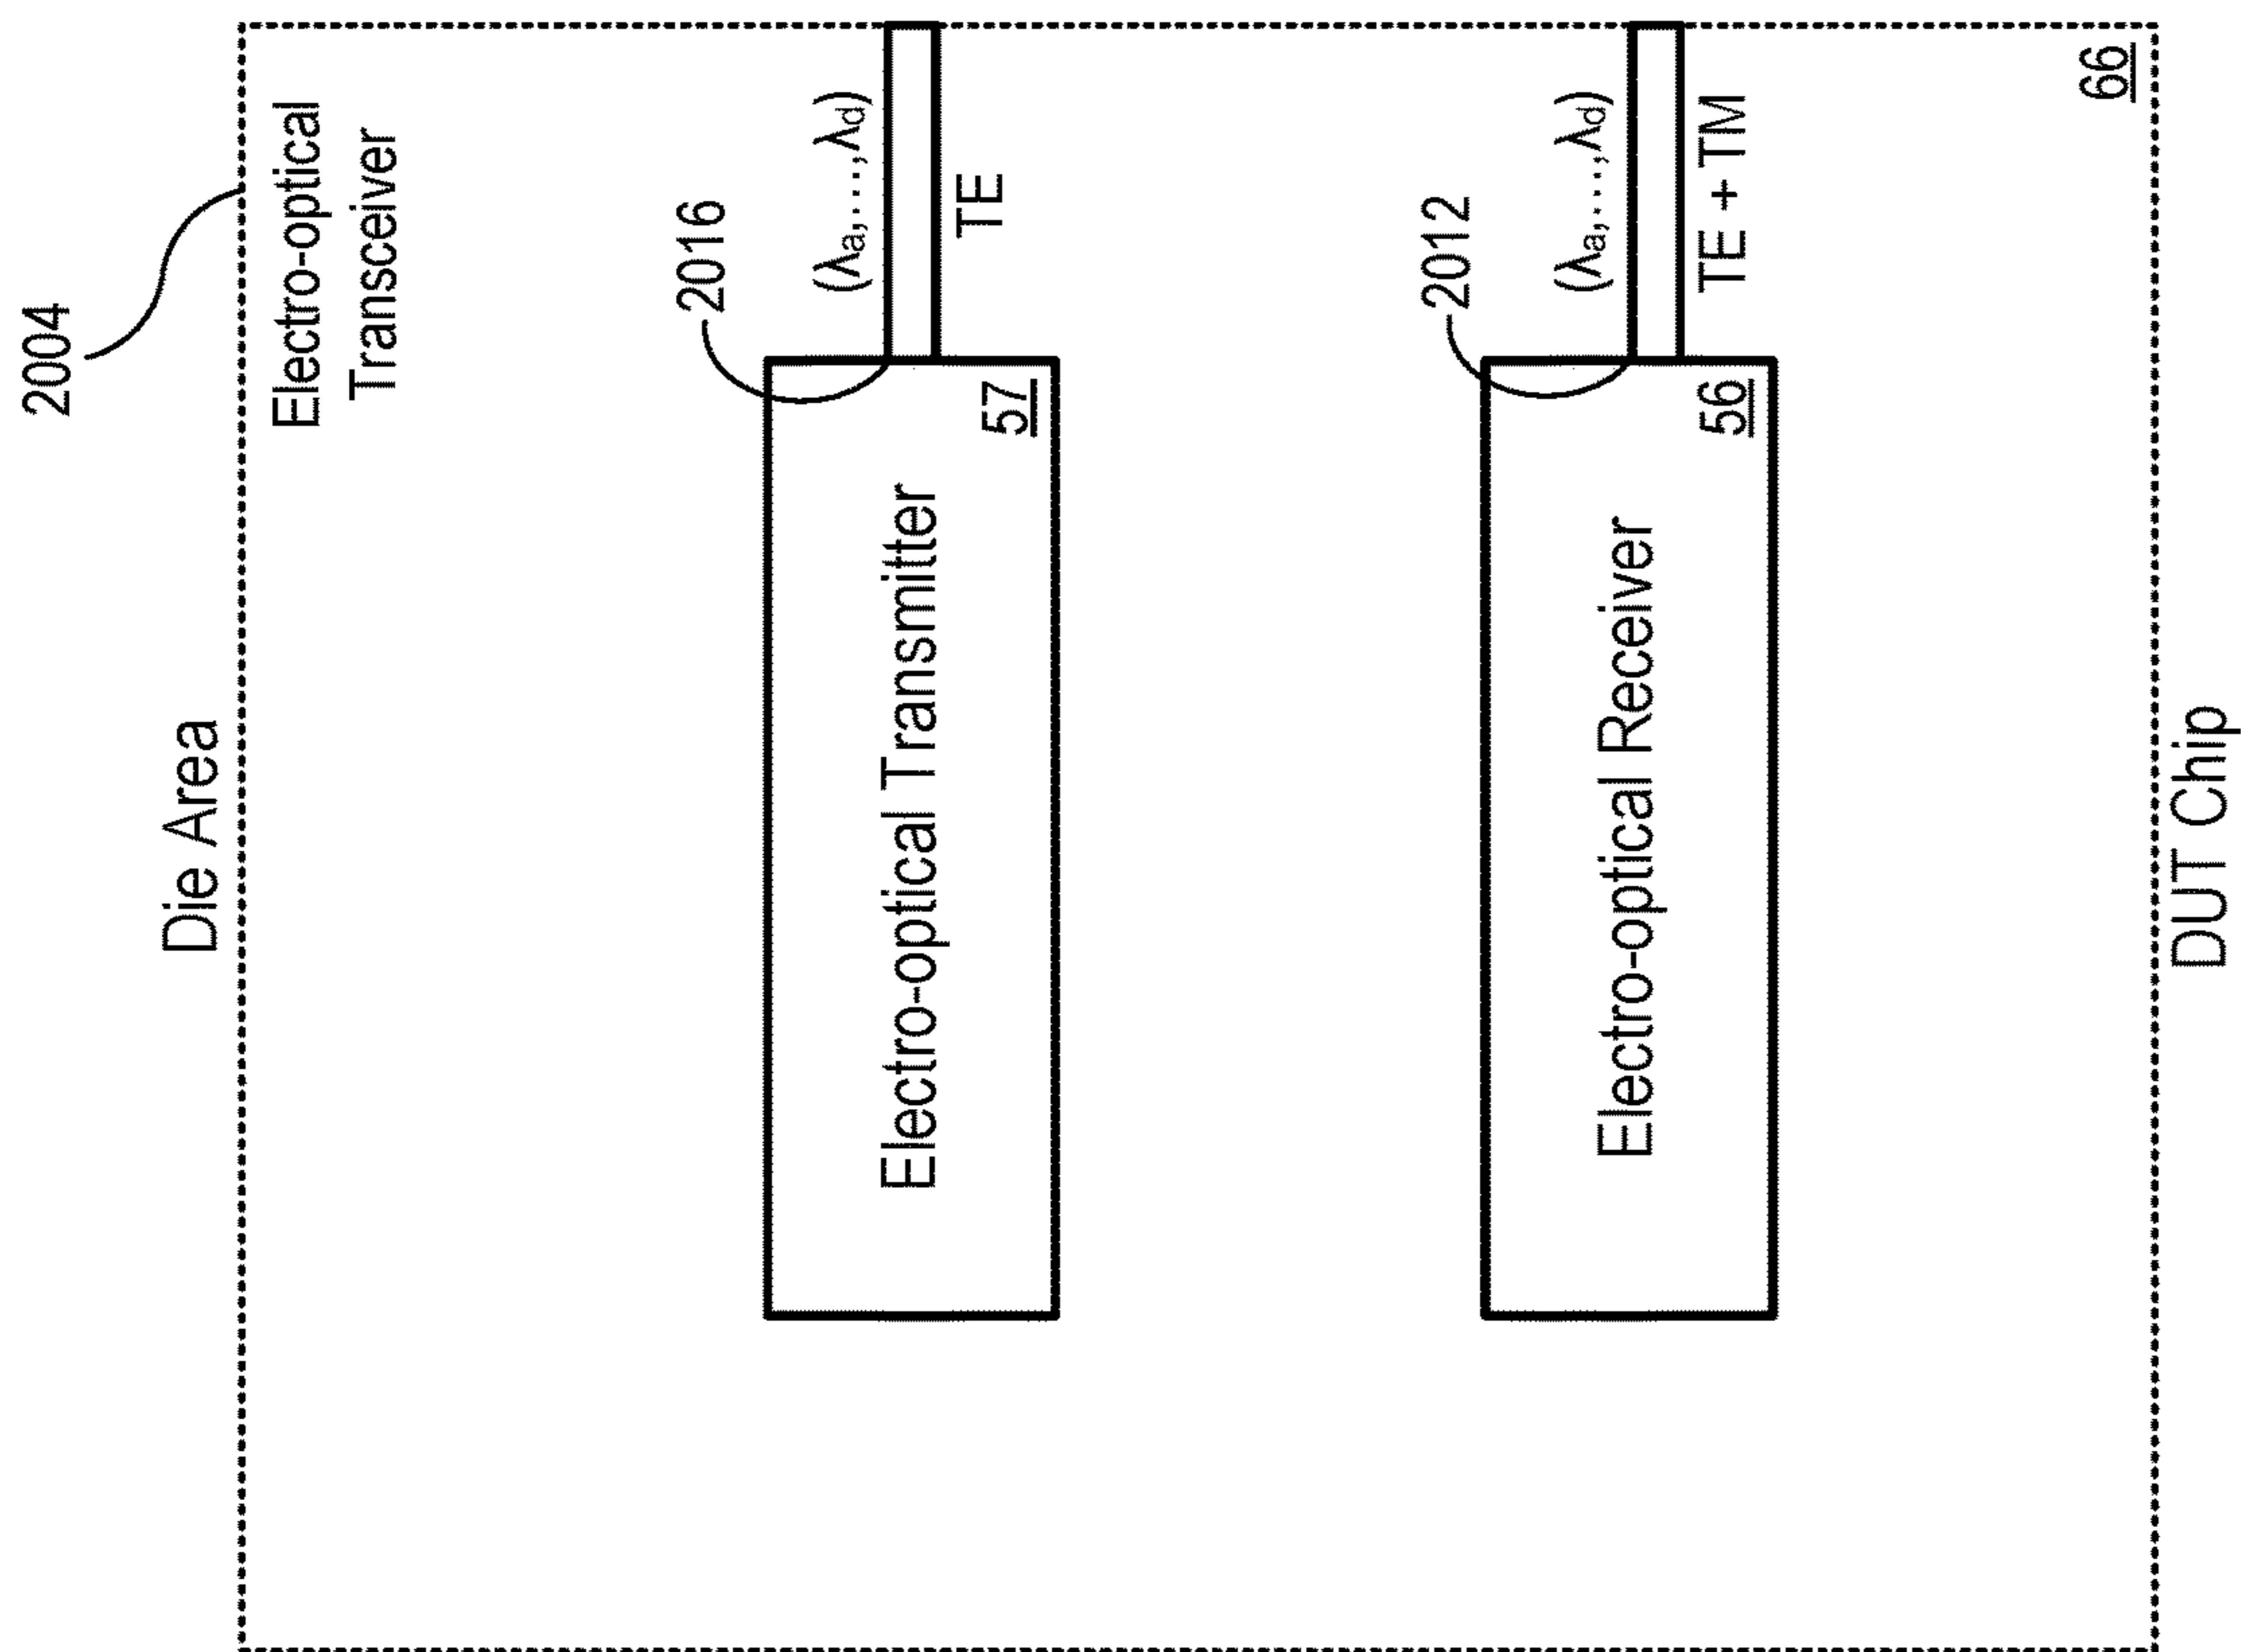 2004
Die Area
Electro-optical
Transceiver
2016
(λa,...,λd)
Electro-optical Transmitter
57
TE
2012
(λa,...,λd)
Electro-optical Receiver
56
TE + TM
66
DUT Chip